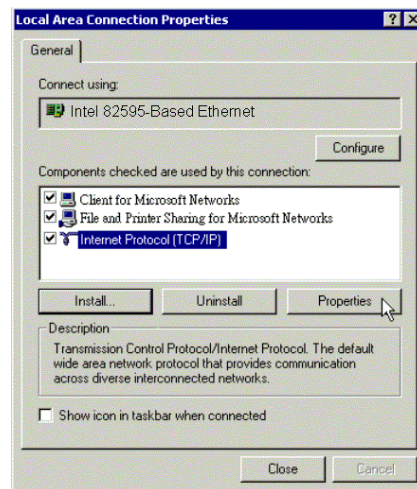 Local Area Connection Properties
General
Connect using:
Intel 82595-Based Ethernet
Configure
Components checked are used by this connection:
Client for Microsoft Networks
File and Printer Sharing for Microsoft Networks
Internet Protocol (TCP/IP)
Install... Uninstall Properties
Description
Transmission Control Protocol/Internet Protocol. The default
wide area network protocol that provides communication
across diverse interconnected networks.
Show icon in taskbar when connected
Close Cancel